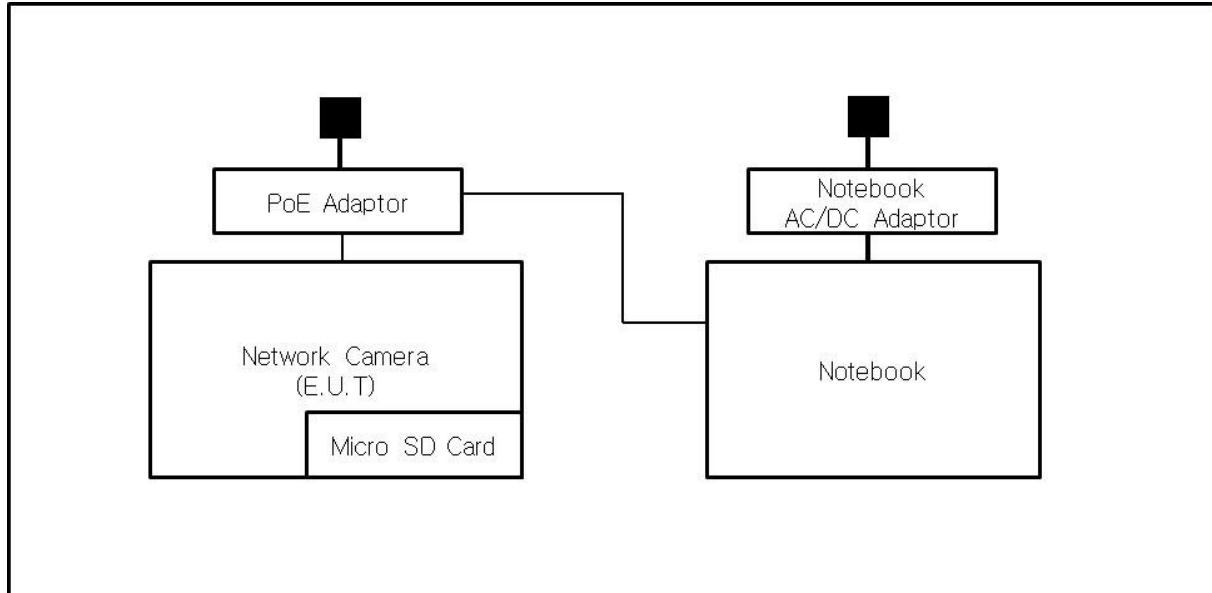 PoE Adaptor
Notebook
AC/DC Adaptor
Network Camera
(E.U.T)
Micro SD Card
Notebook